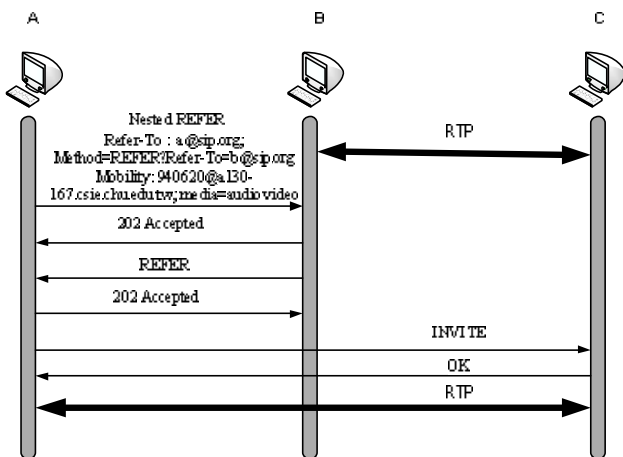 A
B
C
Nested REFER
Refer-To : a@sip.org;
Method=REFER?Refer-To=b@sip.org
Mobility: 940620@a130-
167.csie.chu.edu.tw;media=audio video
RTP
202 Accepted
REFER
202 Accepted
INVITE
OK
RTP